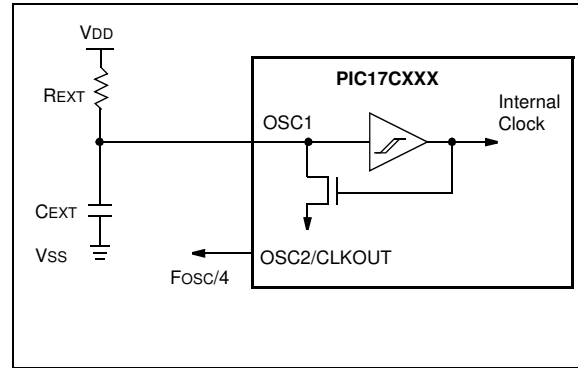 VDD
REXT
PIC17CXXX
OSC1
Internal
Clock
CEXT
VSS
OSC2/CLKOUT
FOSC/4